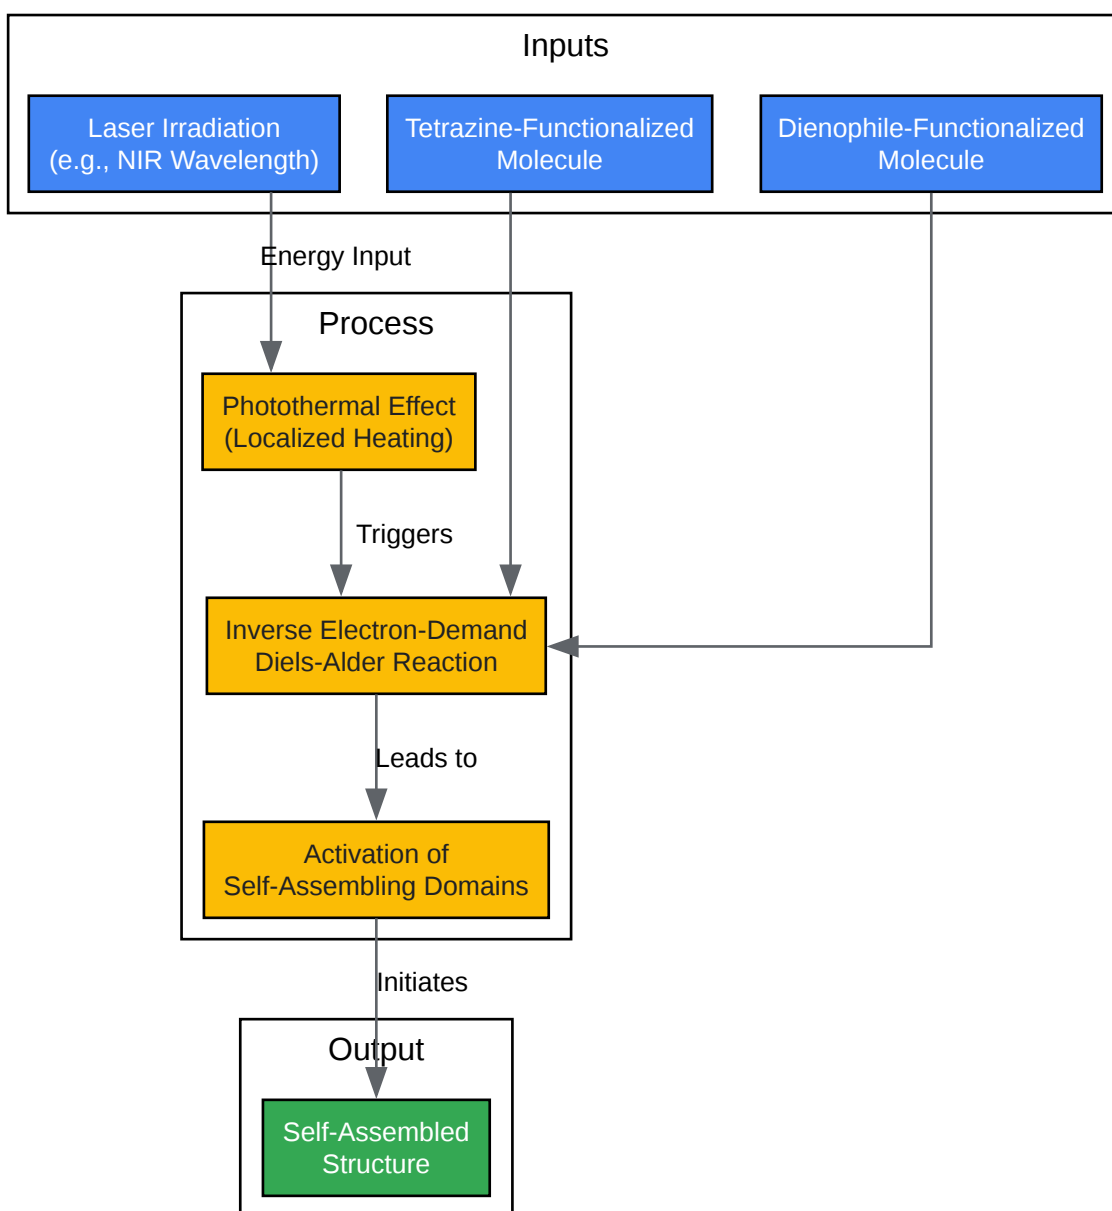 Inputs
Laser Irradiation
(e.g., NIR Wavelength)
Tetrazine-Functionalized
Molecule
Dienophile-Functionalized
Molecule
Energy Input
Process
Photothermal Effect
(Localized Heating)
Triggers
Inverse Electron-Demand
Diels-Alder Reaction
Leads to
Activation of
Self-Assembling Domains
Initiates
Output
Self-Assembled
Structure